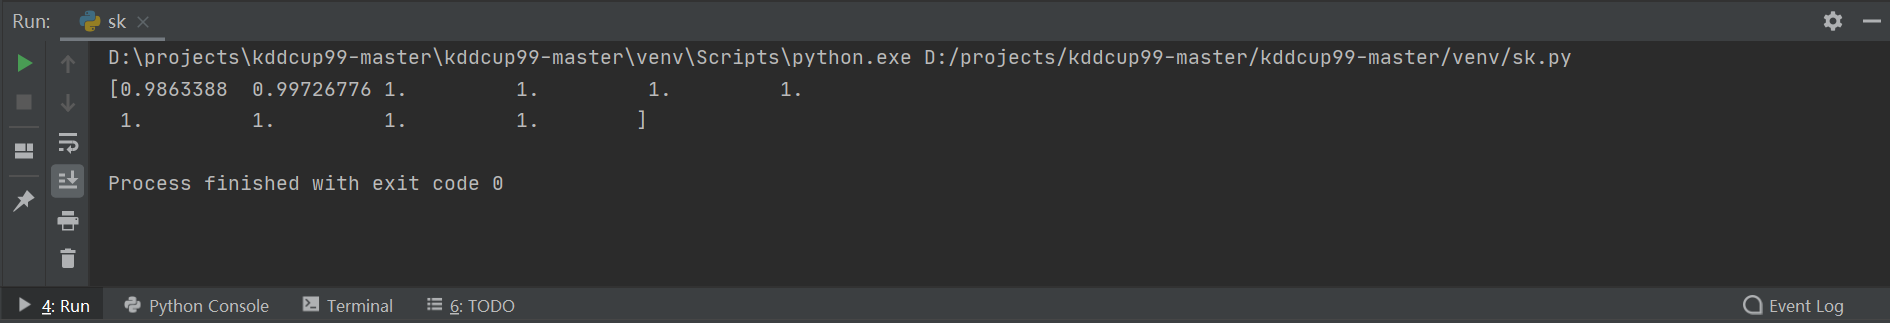 Run: sk
D:\projects\kddcup99-master\kddcup99-master\venv\Scripts\python.exe D:/projects/kddcup99-master/kddcup99-master/venv/sk.py
[0.9863388  0.99726776 1.         1.         1.         1.
 1.         1.         1.         1.        ]
Process finished with exit code 0
4: Run Python Console Terminal 6: TODO Event Log